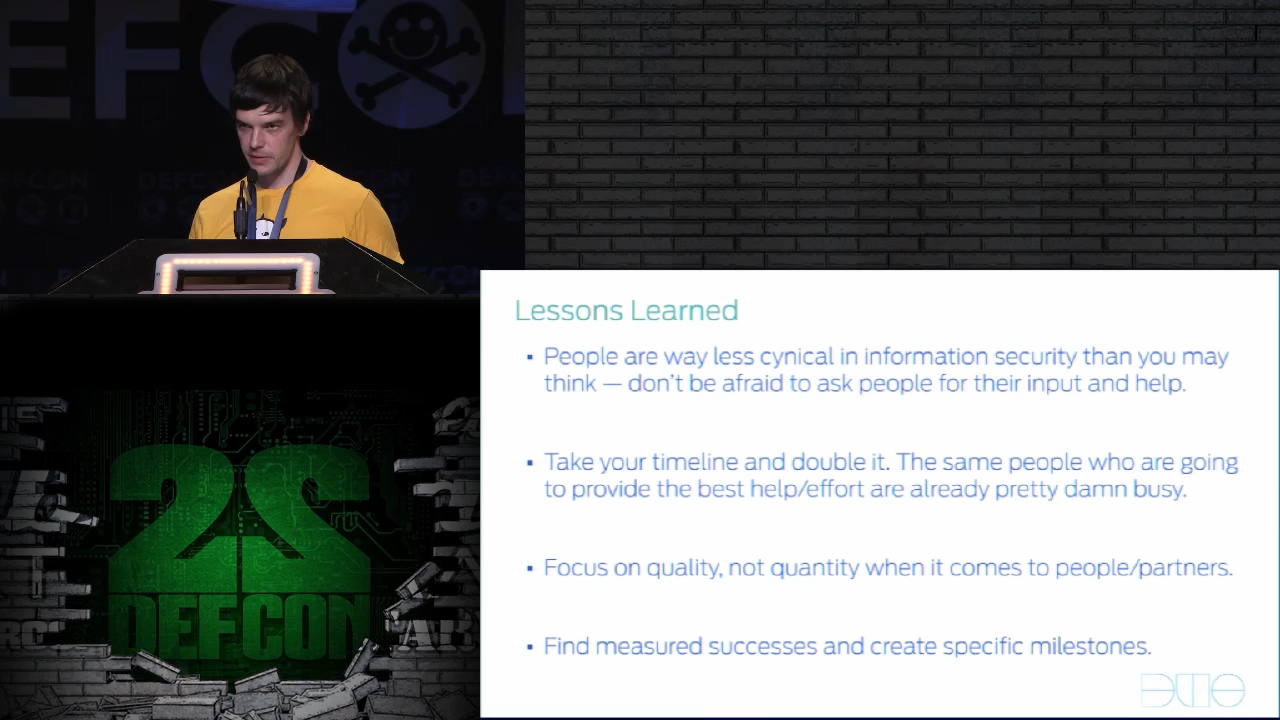 DEFCO
DEFCON
Lessons Learned
▪ People are way less cynical in information security than you may
think — don't be afraid to ask people for their input and help.
▪ Take your timeline and double it. The same people who are going
to provide the best help/effort are already pretty damn busy.
▪ Focus on quality, not quantity when it comes to people/partners.
▪ Find measured successes and create specific milestones.
DUO
22
DEFCON